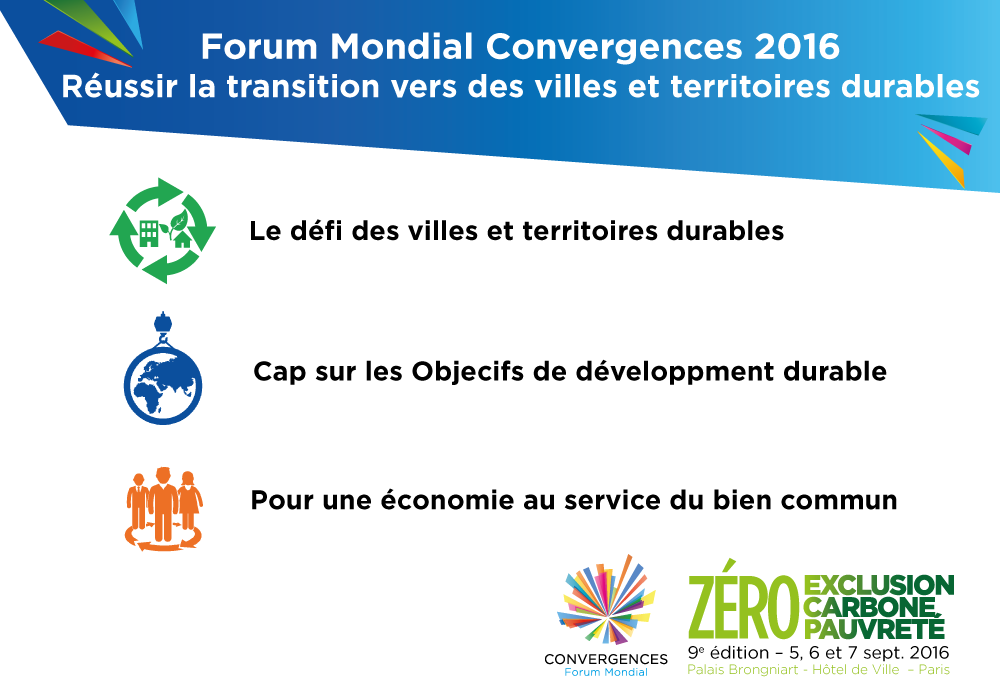 Forum Mondial Convergences 2016
Réussir la transition vers des villes et territoires durables
Le défi des villes et territoires durables
Cap sur les Objecifs de développment durable
Pour une économie au service du bien commun
CONVERGENCES
Forum Mondial
ZÉRO EXCLUSION
CARBONE
PAUVRETÉ
9e édition – 5, 6 et 7 sept. 2016
Palais Brongniart - Hôtel de Ville – Paris